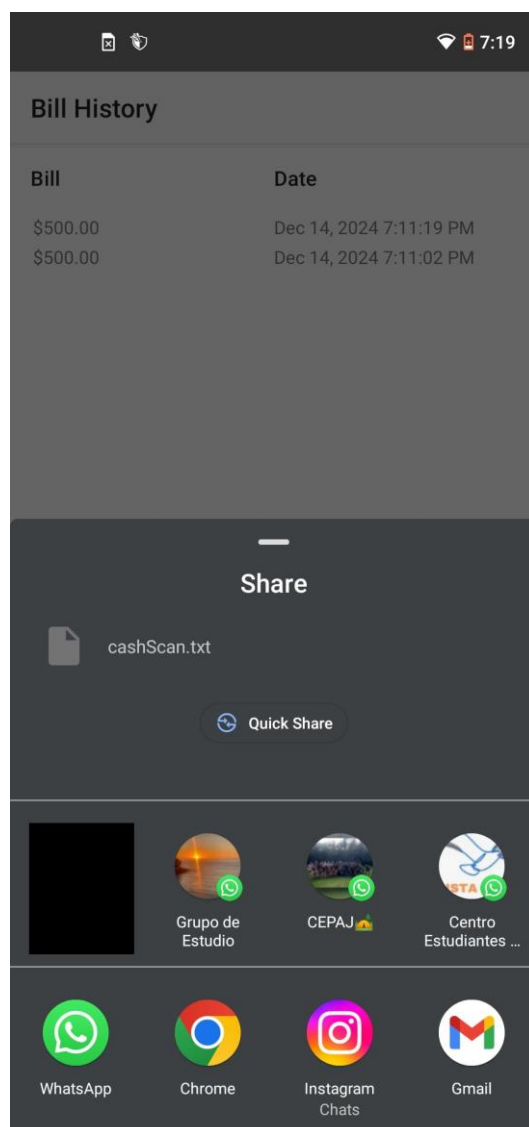 7:19
Bill History
Bill Date
$500.00 Dec 14, 2024 7:11:19 PM
$500.00 Dec 14, 2024 7:11:02 PM
Share
cashScan.txt
Quick Share
STA
Grupo de
Estudio
CEPAJ🏕️
Centro
Estudiantes ...
WhatsApp
Chrome
Instagram
Chats
Gmail